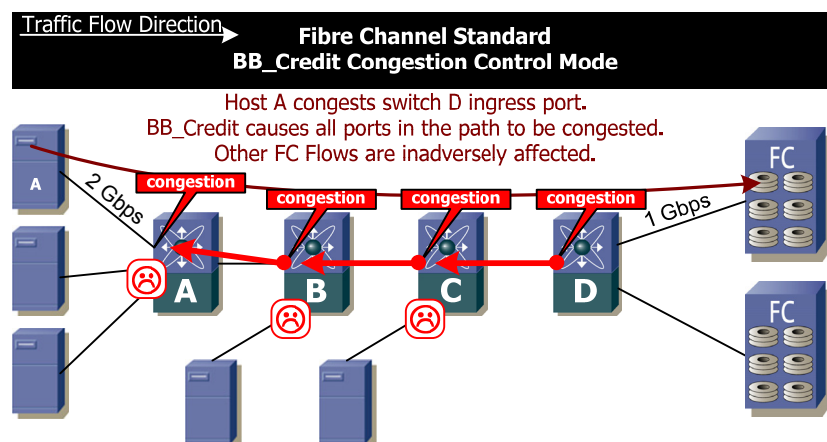 Traffic Flow Direction
Fibre Channel Standard
BB_Credit Congestion Control Mode
Host A congests switch D ingress port.
BB_Credit causes all ports in the path to be congested.
Other FC Flows are inadversely affected.
A
2 Gbps
congestion
congestion
congestion
congestion
1 Gbps
FC
A
B
C
D
FC